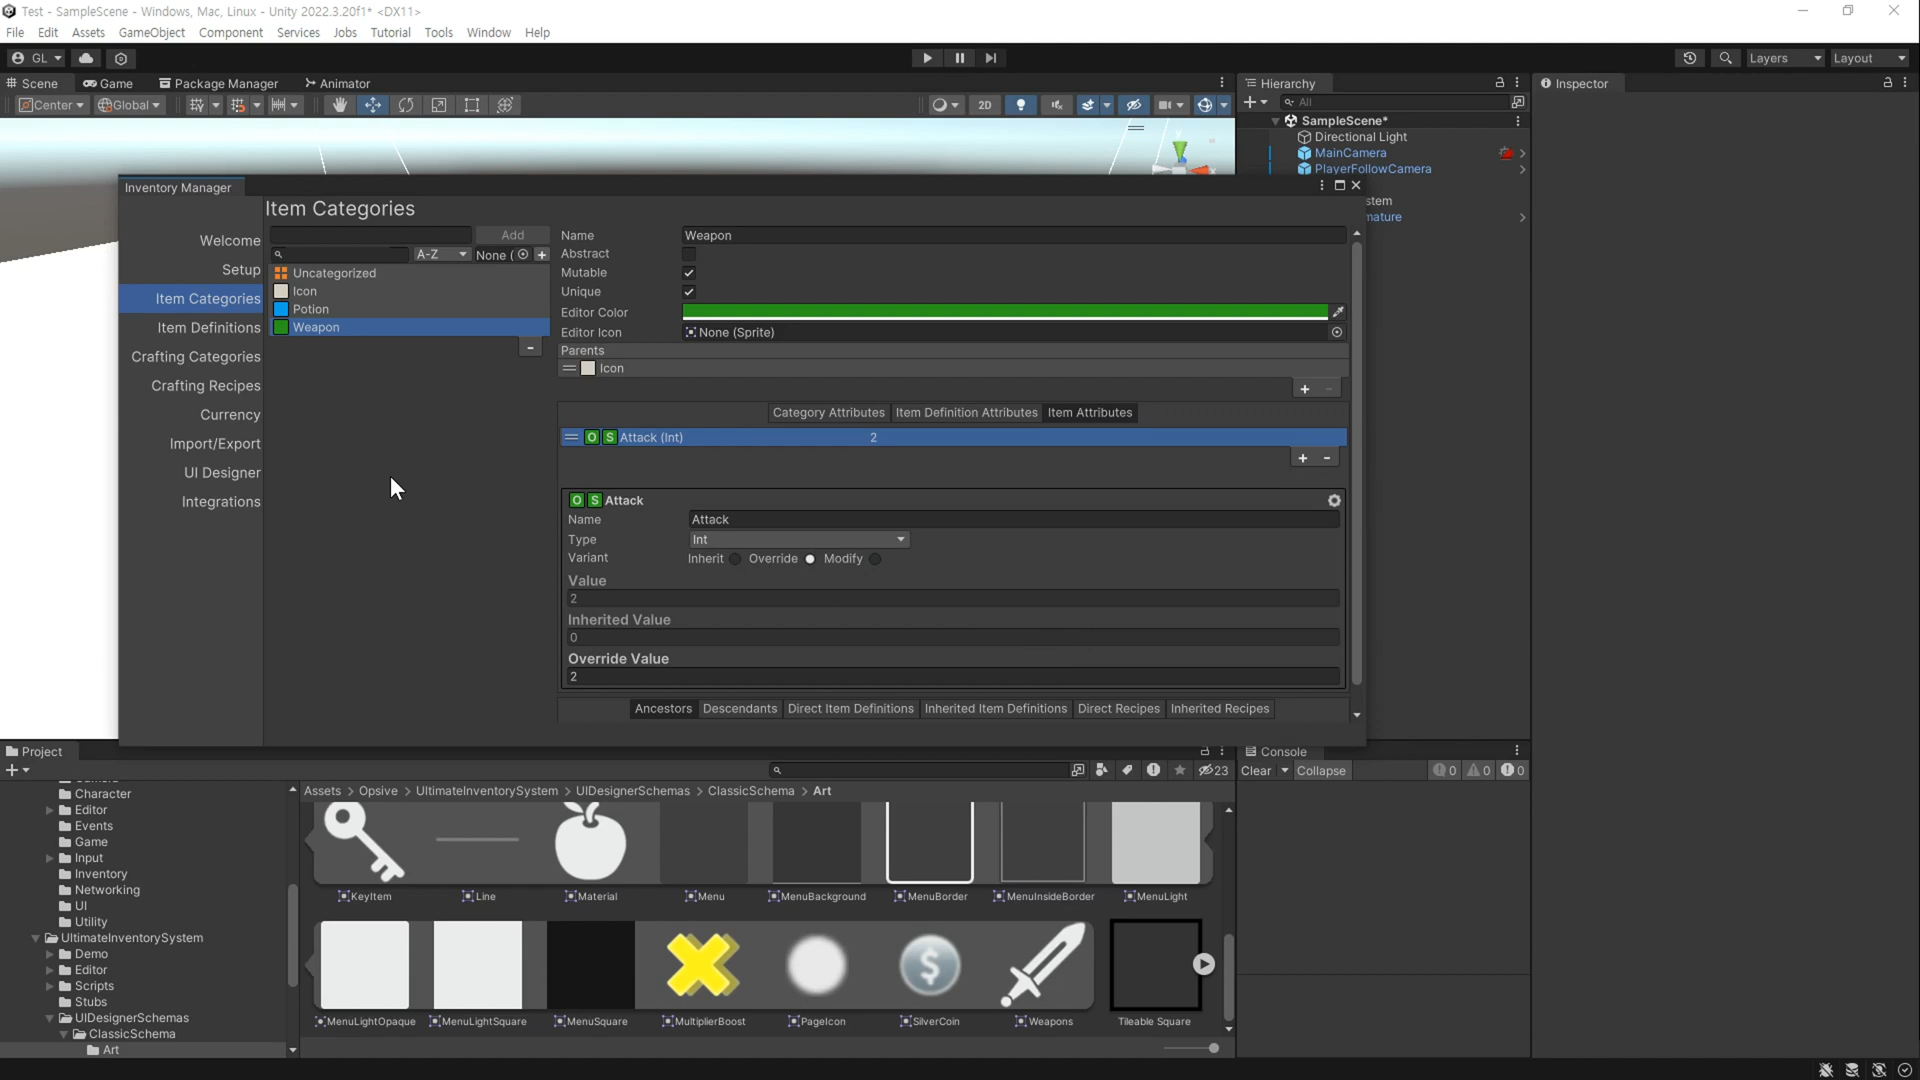 Test - SampleScene - Windows, Mac, Linux - Unity 2022.3.20f1* <DX11>
File Edit Assets GameObject Component Services Jobs Tutorial Tools Window Help
GL
Layers
Layout
Scene
Game
Package Manager
Animator
Hierarchy
Inspector
Center
Global
2D
All
SampleScene*
Directional Light
MainCamera
PlayerFollowCamera
stem
mature
Inventory Manager
Item Categories
Welcome
Setup
Item Categories
Item Definitions
Crafting Categories
Crafting Recipes
Currency
Import/Export
UI Designer
Integrations
Add
A-Z
None (
Uncategorized
Icon
Potion
Weapon
Name Weapon
Abstract
Mutable
Unique
Editor Color
Editor Icon None (Sprite)
Parents
Icon
Category Attributes Item Definition Attributes Item Attributes
O S Attack (Int) 2
O S Attack
Name Attack
Type Int
Variant Inherit Override Modify
Value
2
Inherited Value
0
Override Value
2
Ancestors Descendants Direct Item Definitions Inherited Item Definitions Direct Recipes Inherited Recipes
Project
23
Character
Editor
Events
Game
Input
Inventory
Networking
UI
Utility
UltimateInventorySystem
Demo
Editor
Scripts
Stubs
UIDesignerSchemas
ClassicSchema
Art
Assets > Opsive > UltimateInventorySystem > UIDesignerSchemas > ClassicSchema > Art
KeyItem Line Material Menu MenuBackground MenuBorder MenuInsideBorder MenuLight
MenuLightOpaque MenuLightSquare MenuSquare MultiplierBoost PageIcon SilverCoin Weapons Tileable Square
Console
Clear Collapse 0 0 0